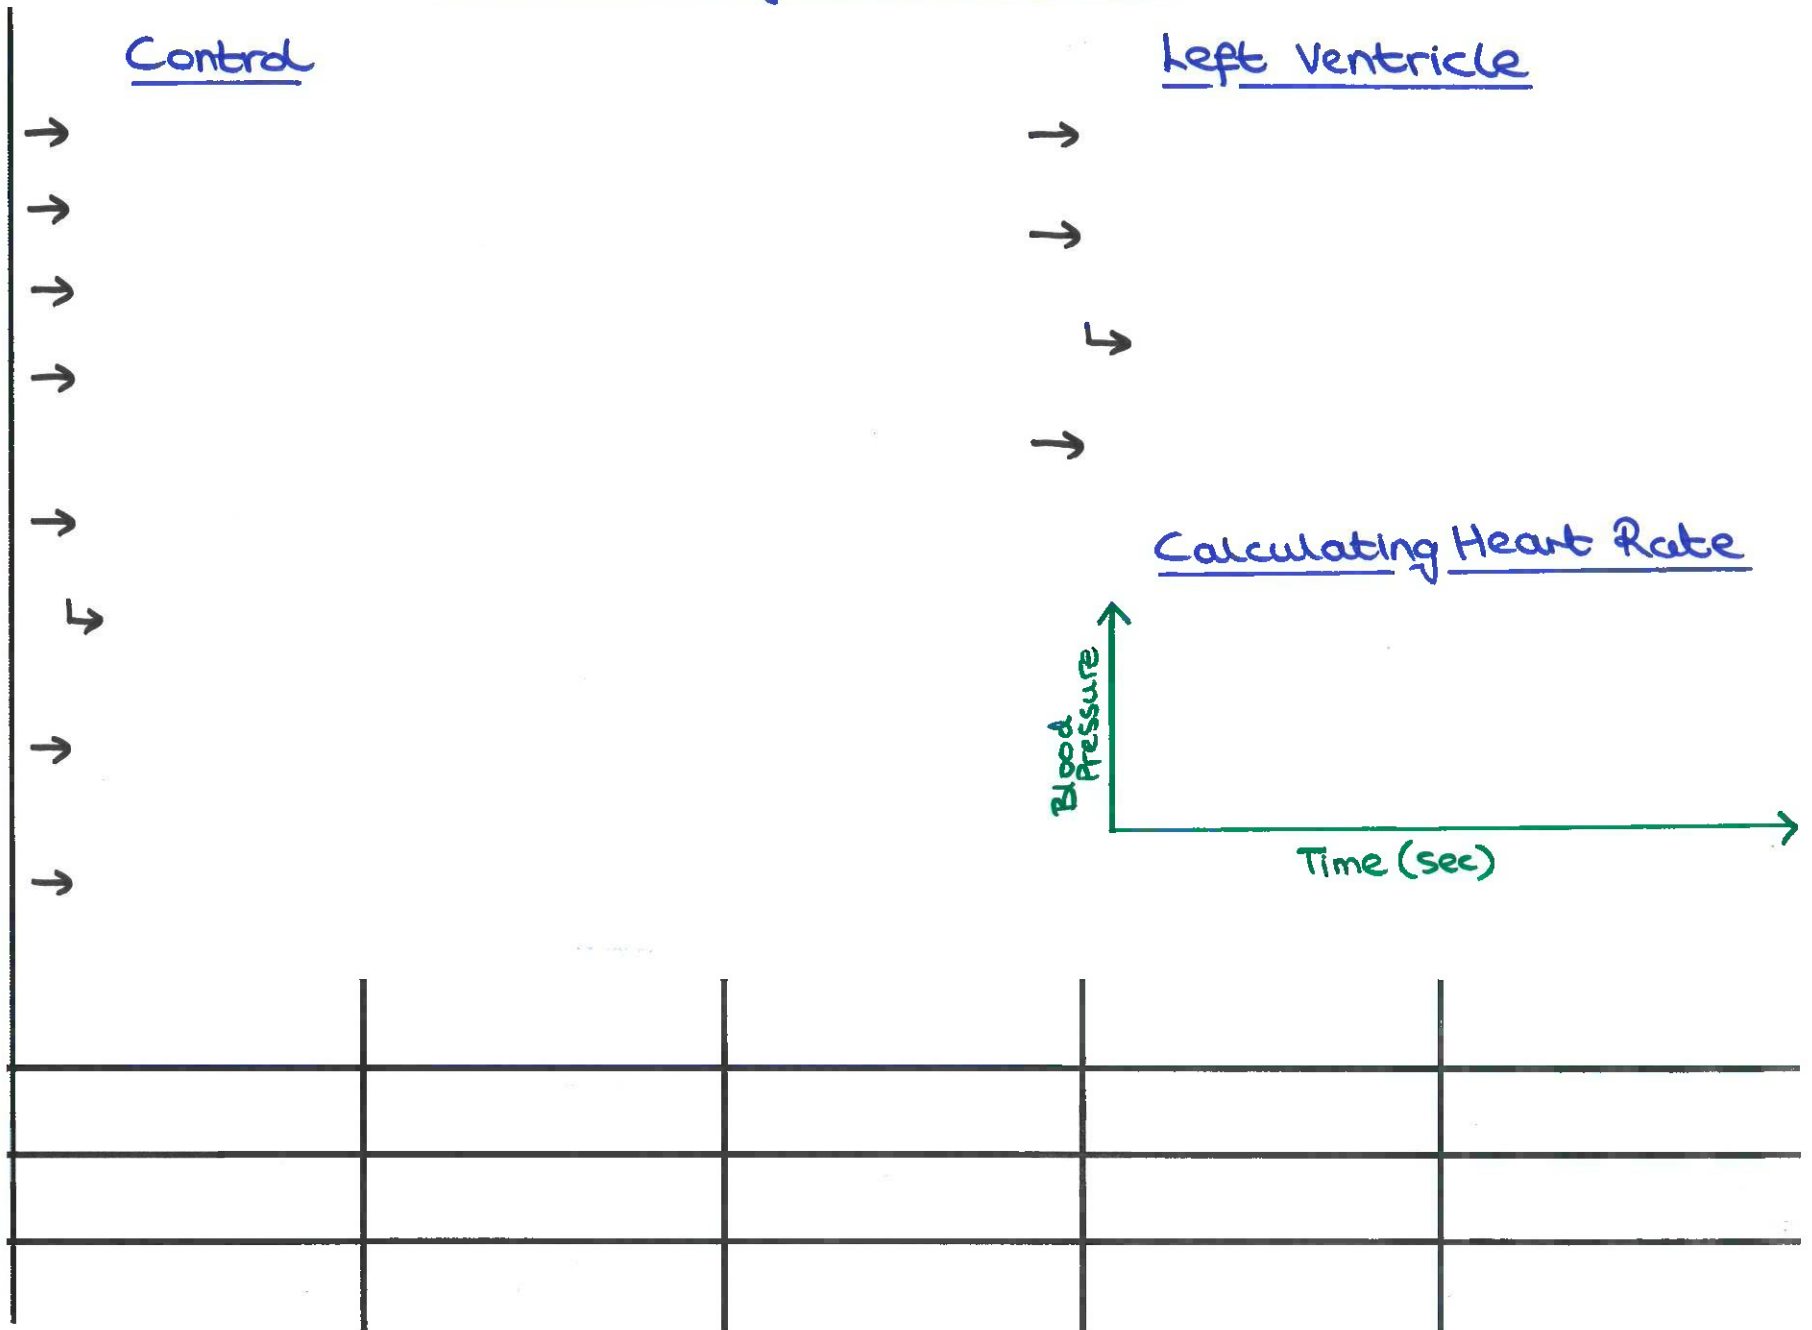 Control
Left Ventricle
Calculating Heart Rate
Blood
Pressure
Time (sec)